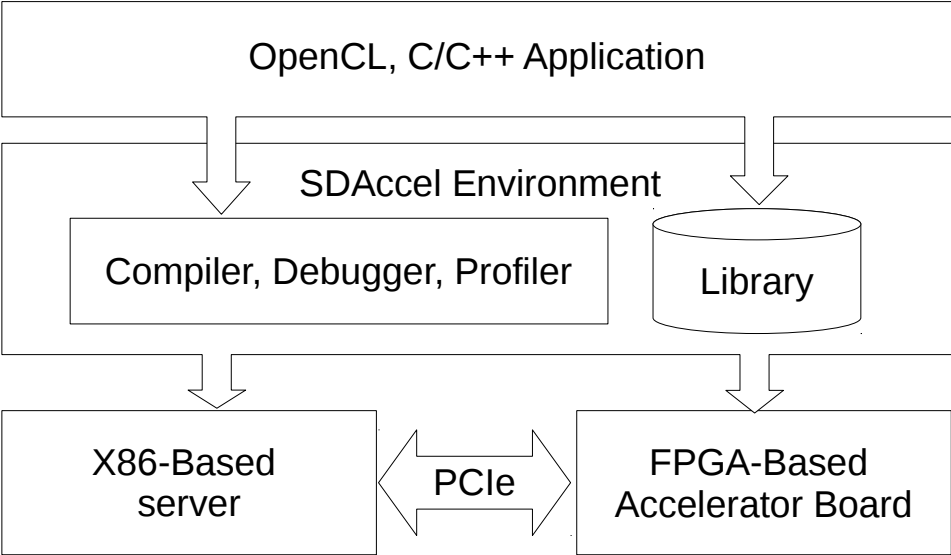 OpenCL, C/C++ Application
SDAccel Environment
Compiler, Debugger, Profiler
Library
X86-Based
server
PCIe
FPGA-Based
Accelerator Board